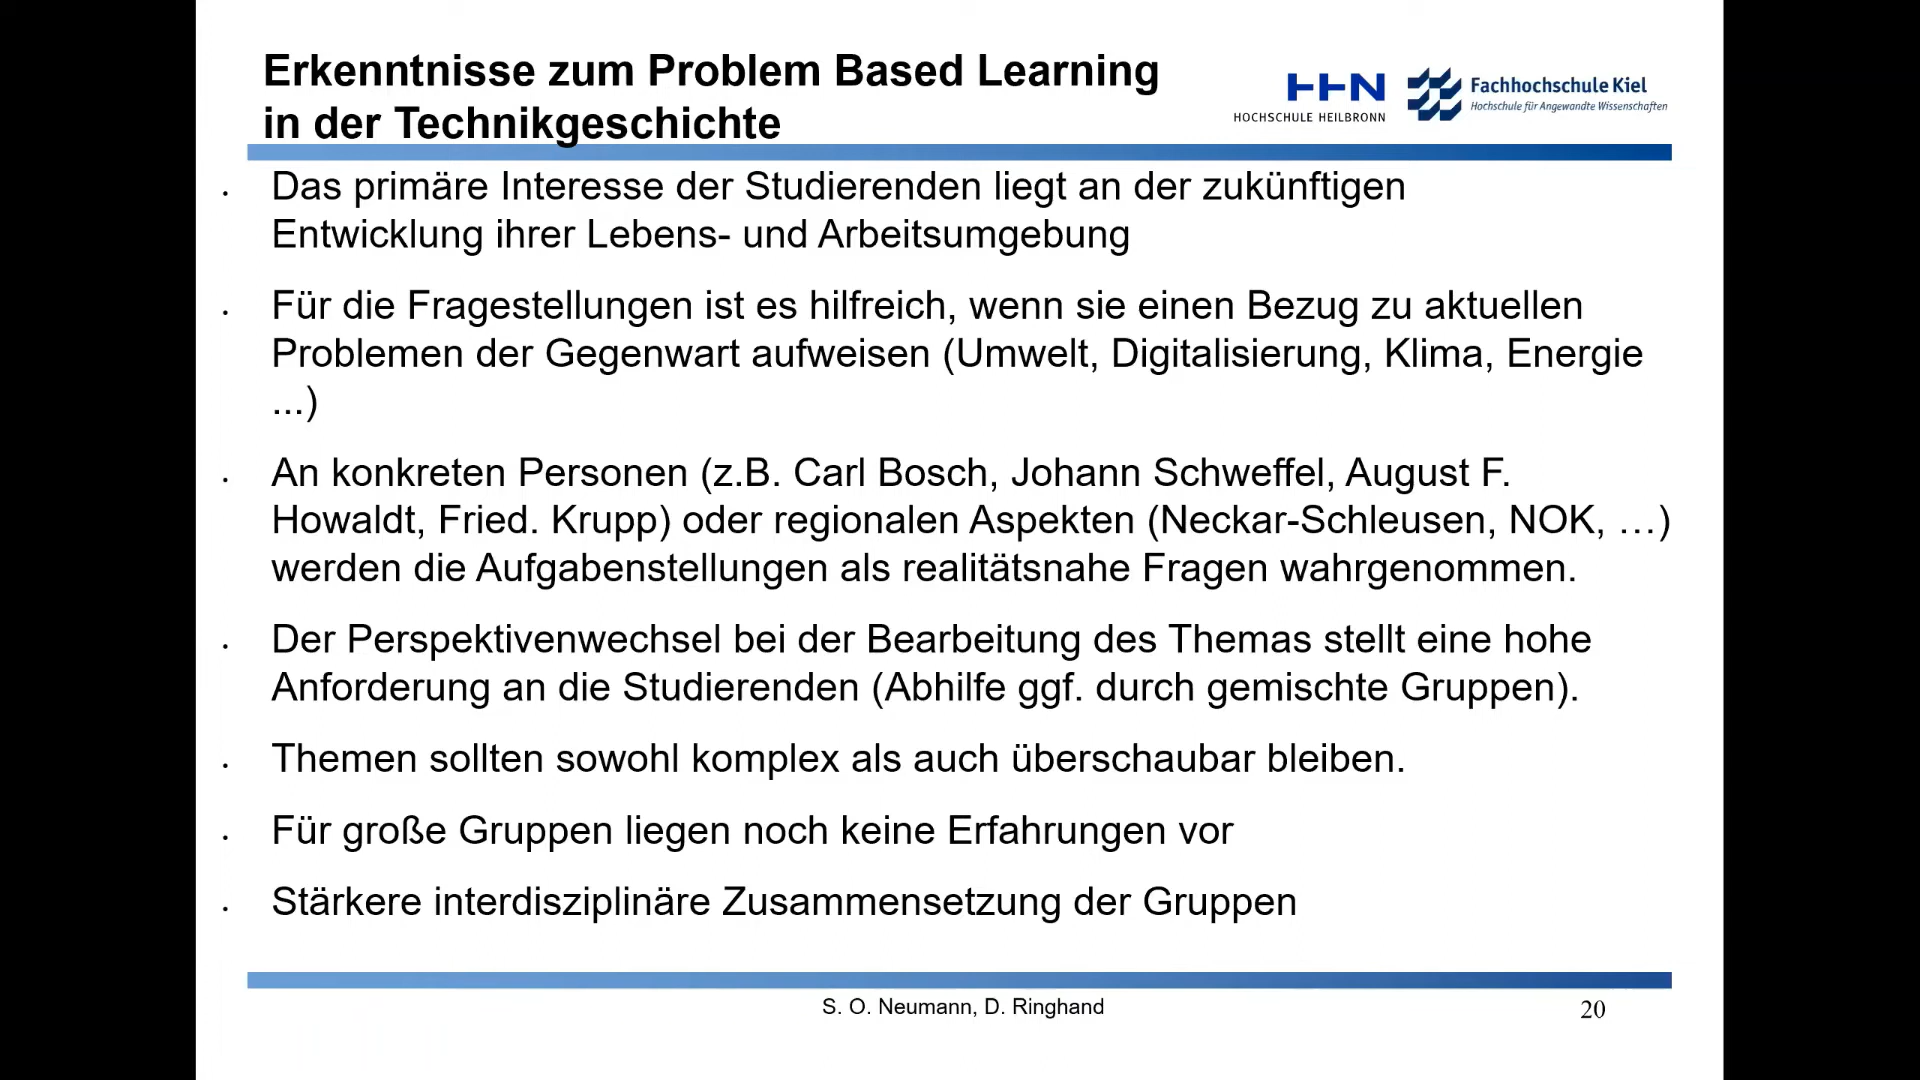 Erkenntnisse zum Problem Based Learning
in der Technikgeschichte
HHN
HOCHSCHULE HEILBRONN
Fachhochschule Kiel
Hochschule für Angewandte Wissenschaften
• Das primäre Interesse der Studierenden liegt an der zukünftigen
Entwicklung ihrer Lebens- und Arbeitsumgebung
• Für die Fragestellungen ist es hilfreich, wenn sie einen Bezug zu aktuellen
Problemen der Gegenwart aufweisen (Umwelt, Digitalisierung, Klima, Energie
...)
• An konkreten Personen (z.B. Carl Bosch, Johann Schweffel, August F.
Howaldt, Fried. Krupp) oder regionalen Aspekten (Neckar-Schleusen, NOK, …)
werden die Aufgabenstellungen als realitätsnahe Fragen wahrgenommen.
• Der Perspektivenwechsel bei der Bearbeitung des Themas stellt eine hohe
Anforderung an die Studierenden (Abhilfe ggf. durch gemischte Gruppen).
• Themen sollten sowohl komplex als auch überschaubar bleiben.
• Für große Gruppen liegen noch keine Erfahrungen vor
• Stärkere interdisziplinäre Zusammensetzung der Gruppen
S. O. Neumann, D. Ringhand
20